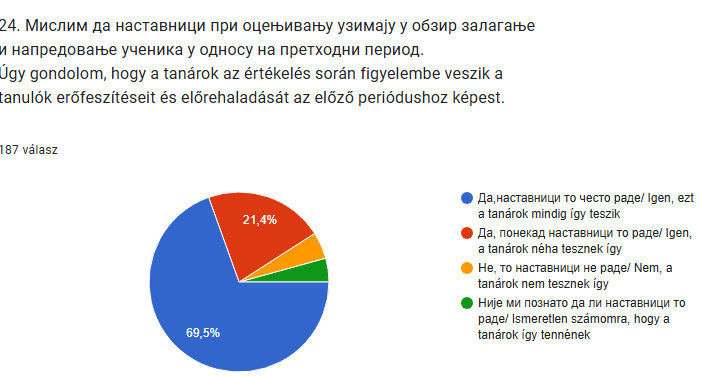 24. Мислим да наставници при оцењивању узимају у обзир залагање
и напредовање ученика у односу на претходни период.
Úgy gondolom, hogy a tanárok az értékelés során figyelembe veszik a
tanulók erőfeszítéseit és előrehaladását az előző periódushoz képest.
187 válasz
21,4%
69,5%
Да,наставници то често раде/ Igen, ezt
a tanárok mindig így teszik
Да, понекад наставници то раде/ Igen,
a tanárok néha tesznek így
Не, то наставници не раде/ Nem, a
tanárok nem tesznek így
Није ми познато да ли наставници то
раде/ Ismeretlen számomra, hogy a
tanárok így tennének